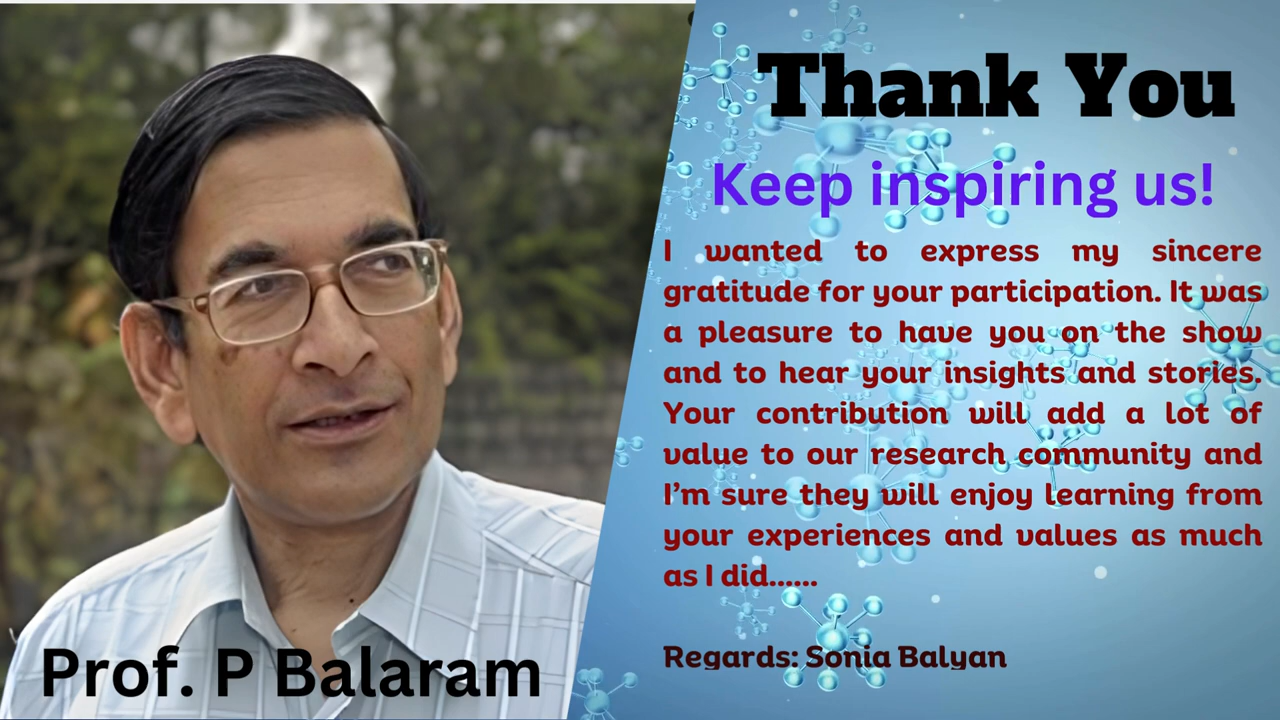 Thank You
Keep inspiring us!
I wanted to express my sincere
gratitude for your participation. It was
a pleasure to have you on the show
and to hear your insights and stories.
Your contribution will add a lot of
value to our research community and
I’m sure they will enjoy learning from
your experiences and values as much
as I did......
Regards: Sonia Balyan
Prof. P Balaram